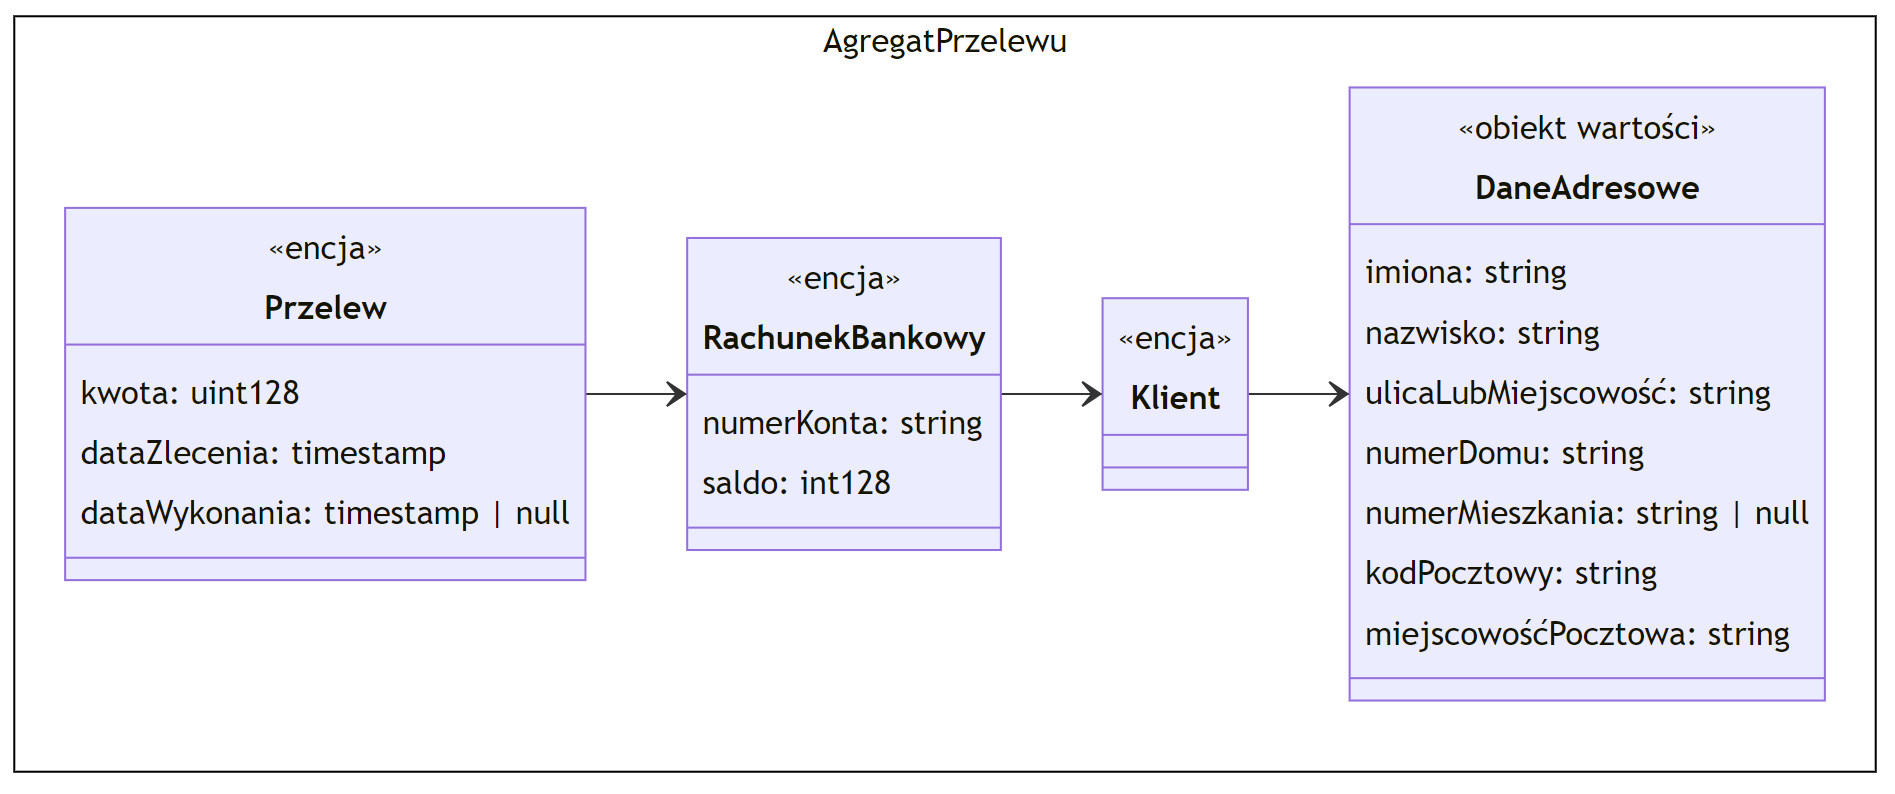 AgregatPrzelewu
«encja»
Przelew
kwota: uint128
dataZlecenia: timestamp
dataWykonania: timestamp | null
«encja»
RachunekBankowy
numerKonta: string
saldo: int128
«encja»
Klient
«obiekt wartości»
DaneAdresowe
imiona: string
nazwisko: string
ulicaLubMiejscowość: string
numerDomu: string
numerMieszkania: string | null
kodPocztowy: string
miejscowośćPocztowa: string